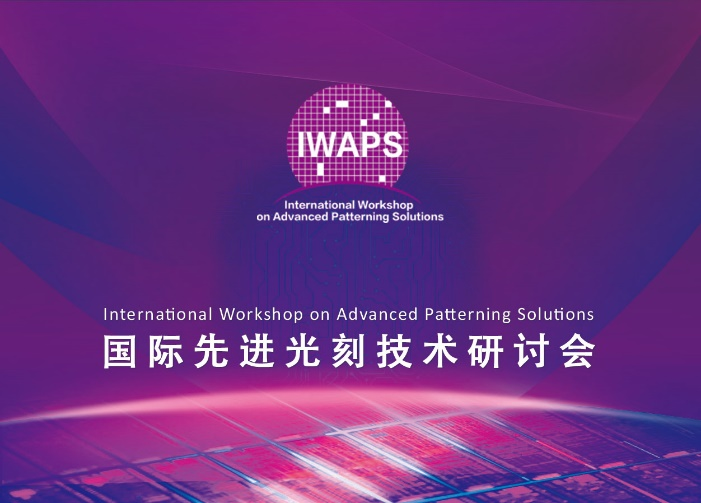 IWAPS
International Workshop
on Advanced Patterning Solutions
International Workshop on Advanced Patterning Solutions
国际先进光刻技术研讨会